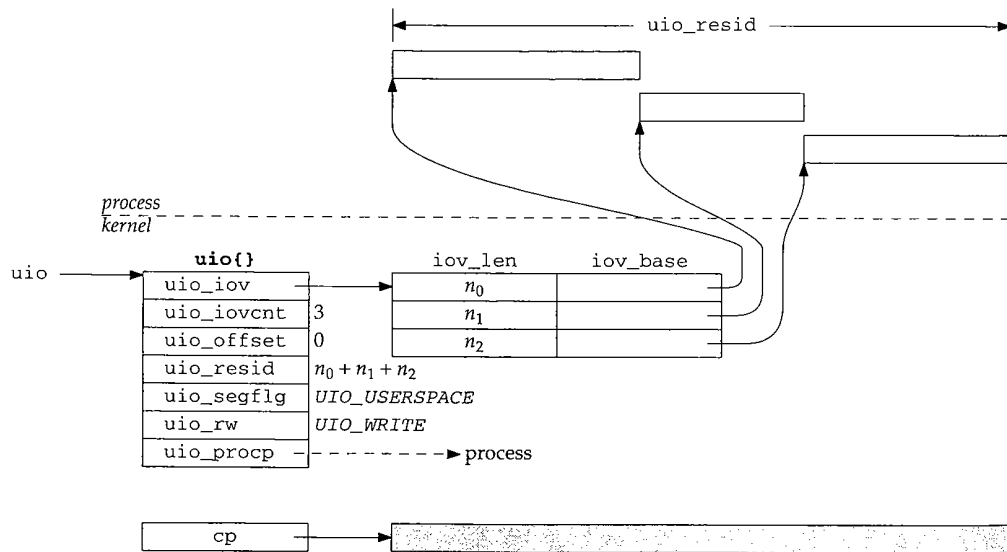 uio_resid
process
kernel
uio
uio{}
uio_iov
uio_iovcnt 3
uio_offset 0
uio_resid n₀ + n₁ + n₂
uio_segflg UIO_USERSPACE
uio_rw UIO_WRITE
uio_procp process
iov_len iov_base
n₀
n₁
n₂
cp